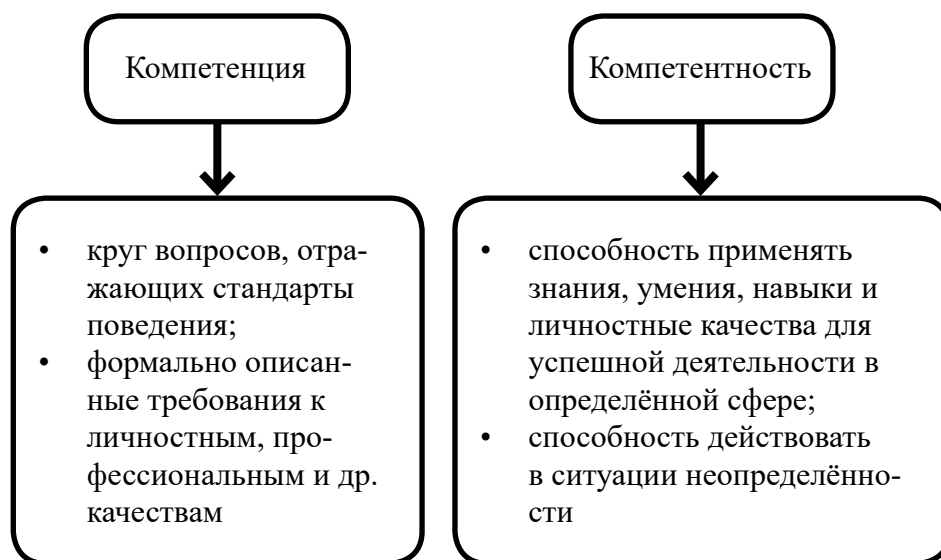 Компетенция
Компетентность
• круг вопросов, отра-
жающих стандарты
поведения;
• формально описан-
ные требования к
личностным, про-
фессиональным и др.
качествам
• способность применять
знания, умения, навыки и
личностные качества для
успешной деятельности в
определённой сфере;
• способность действовать
в ситуации неопределённо-
сти